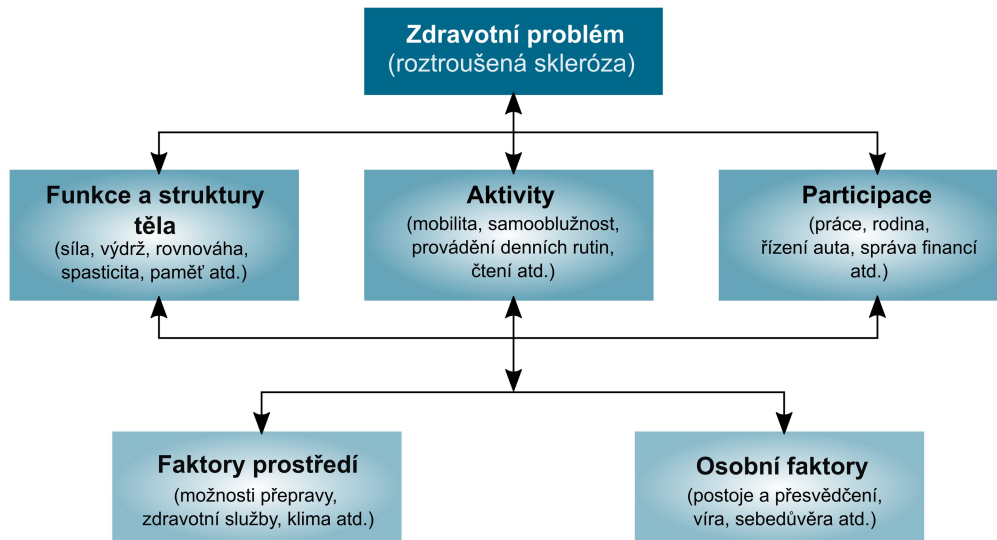 Zdravotní problém
(roztroušená skleróza)
Funkce a struktury
těla
(síla, výdrž, rovnováha,
spasticita, paměť atd.)
Aktivity
(mobilita, samooblužnost,
provádění denních rutin,
čtení atd.)
Participace
(práce, rodina,
řízení auta, správa financí
atd.)
Faktory prostředí
(možnosti přepravy,
zdravotní služby, klima atd.)
Osobní faktory
(postoje a přesvědčení,
víra, sebedůvěra atd.)